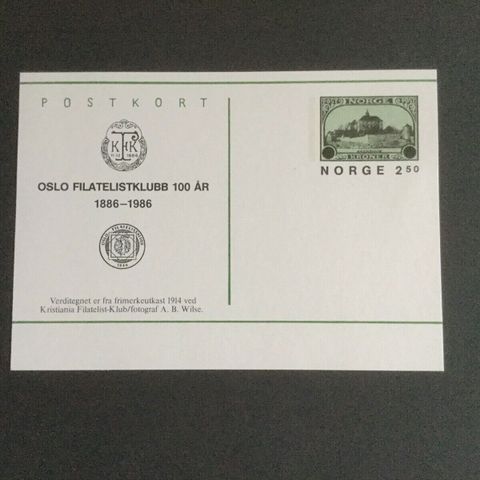 POSTKORT
OSLO FILATELISTKLUBB 100 ÅR
1886–1986
Verditegnet er fra frimerkeutkast 1914 ved
Kristiania Filatelist-Klub/fotograf A. B. Wilse.
NORGE
KRONER
NORGE 2 50